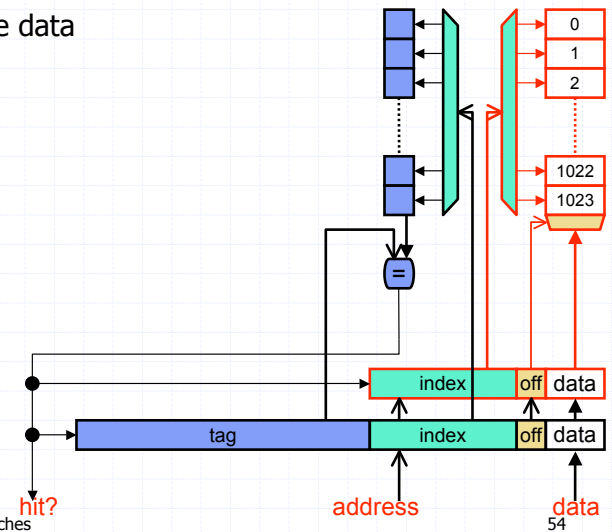 e data
0
1
2
1022
1023
=
index off data
tag index off data
hit? address data
ches 54